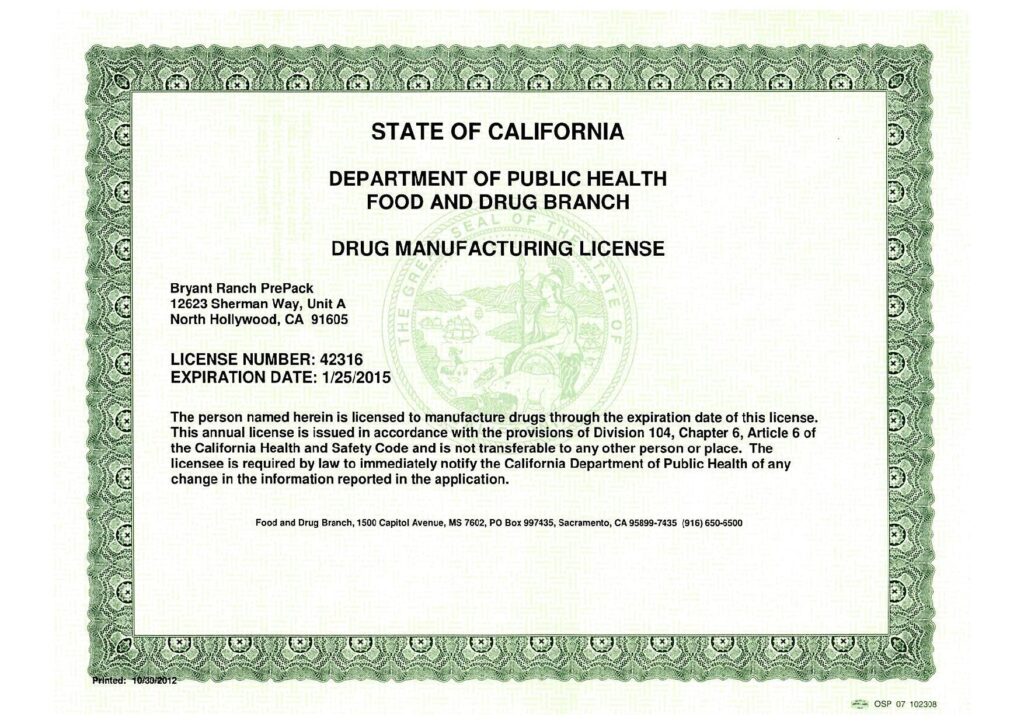 STATE OF CALIFORNIA
DEPARTMENT OF PUBLIC HEALTH
FOOD AND DRUG BRANCH
THE GREAT SEAL OF THE STATE OF
DRUG MANUFACTURING LICENSE
Bryant Ranch PrePack
12623 Sherman Way, Unit A
North Hollywood, CA 91605
LICENSE NUMBER: 42316
EXPIRATION DATE: 1/25/2015
The person named herein is licensed to manufacture drugs through the expiration date of this license.
This annual license is issued in accordance with the provisions of Division 104, Chapter 6, Article 6 of
the California Health and Safety Code and is not transferable to any other person or place. The
licensee is required by law to immediately notify the California Department of Public Health of any
change in the information reported in the application.
Food and Drug Branch, 1500 Capitol Avenue, MS 7602, PO Box 997435, Sacramento, CA 95899-7435 (916) 650-6500
Printed: 10/30/2012
OSP 07 102308